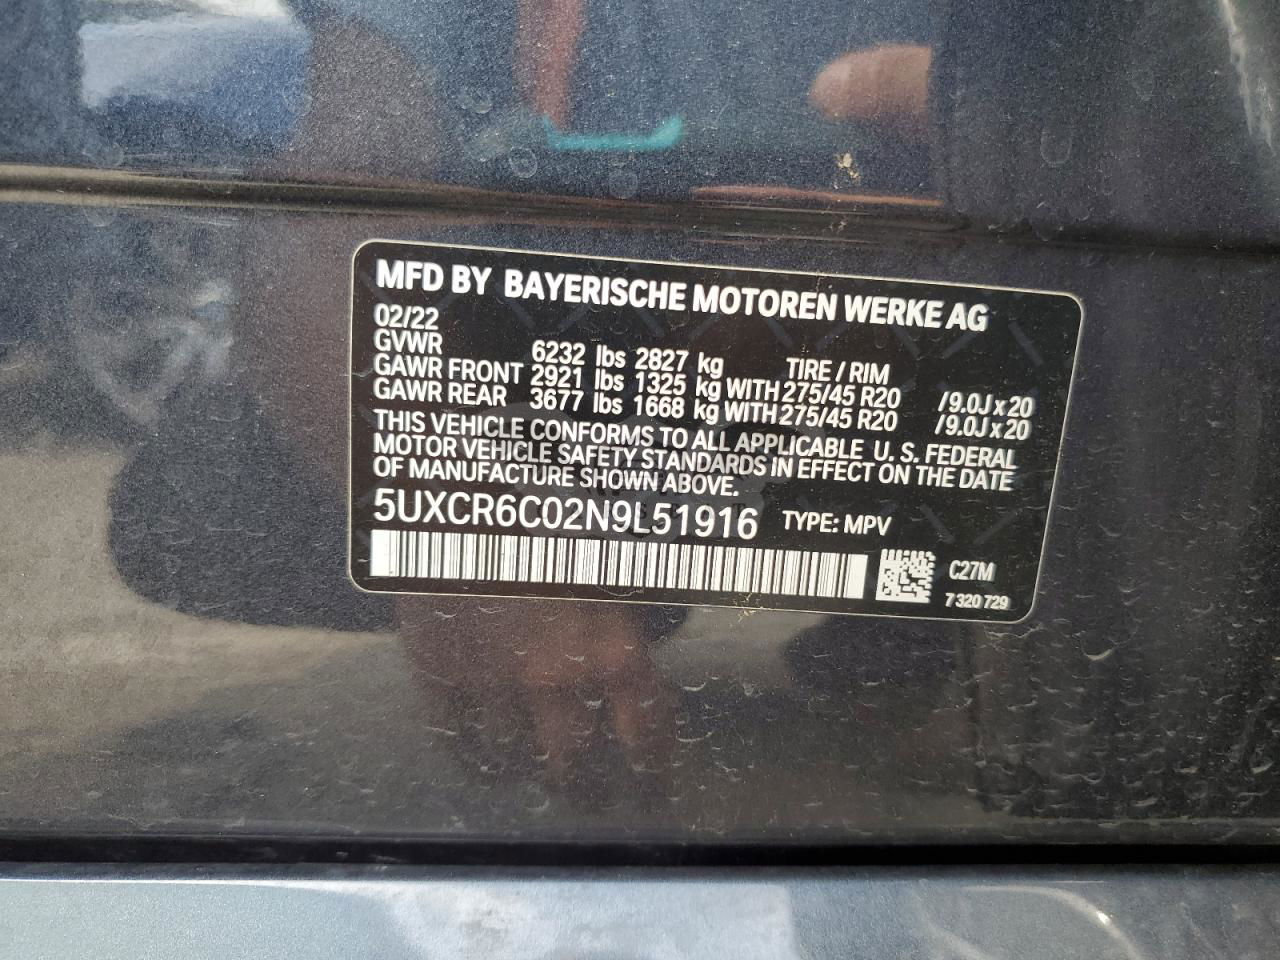 MFD BY BAYERISCHE MOTOREN WERKE AG
02/22
GVWR 6232 lbs 2827 kg TIRE / RIM
GAWR FRONT 2921 lbs 1325 kg WITH 275/45 R20 /9.0J x 20
GAWR REAR 3677 lbs 1668 kg WITH 275/45 R20 /9.0J x 20
THIS VEHICLE CONFORMS TO ALL APPLICABLE U. S. FEDERAL
MOTOR VEHICLE SAFETY STANDARDS IN EFFECT ON THE DATE
OF MANUFACTURE SHOWN ABOVE.
5UXCR6C02N9L51916 TYPE: MPV
C27M
7 320 729